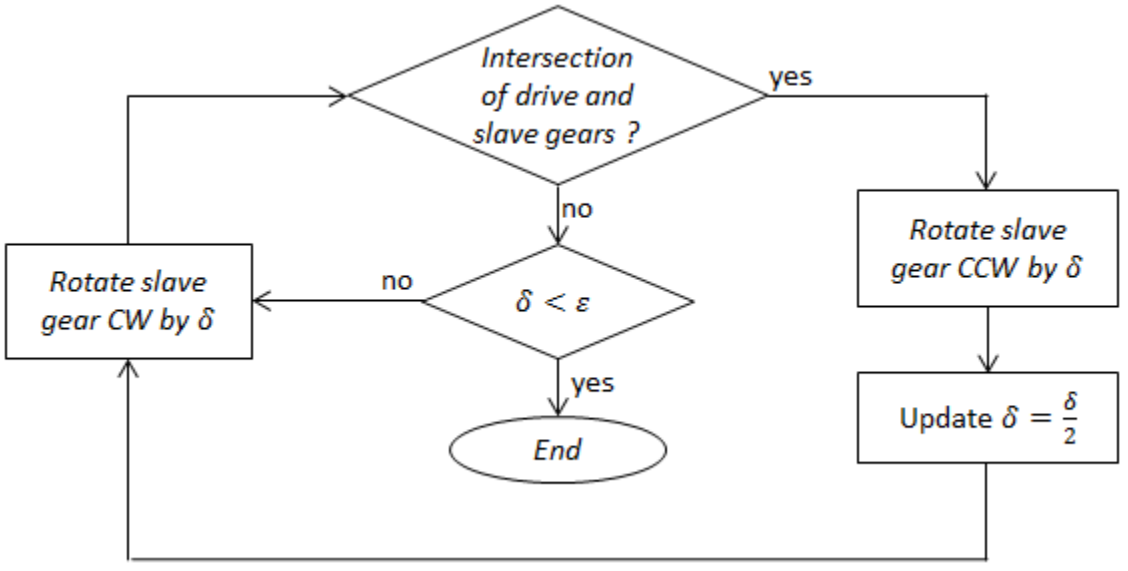 Intersection
of drive and
slave gears ?
yes
no
Rotate slave
gear CCW by δ
Rotate slave
gear CW by δ
no
δ < ε
yes
Update δ = δ/2
End